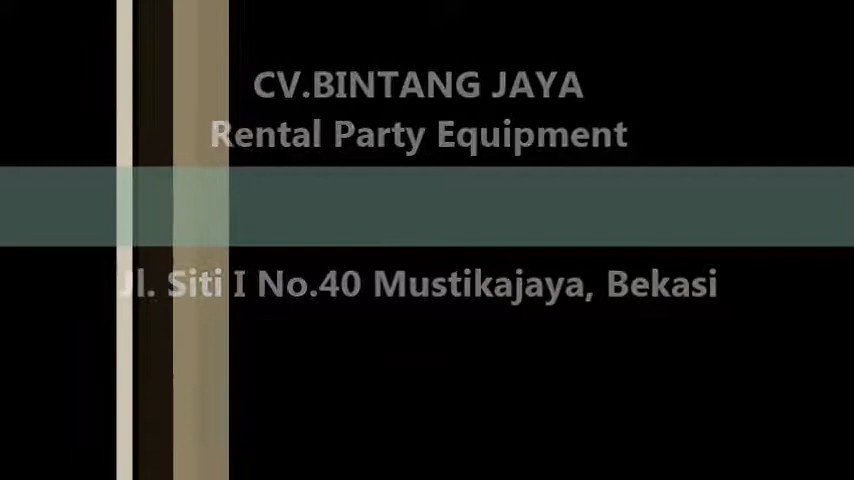 CV.BINTANG JAYA
Rental Party Equipment
Jl. Siti I No.40 Mustikajaya, Bekasi